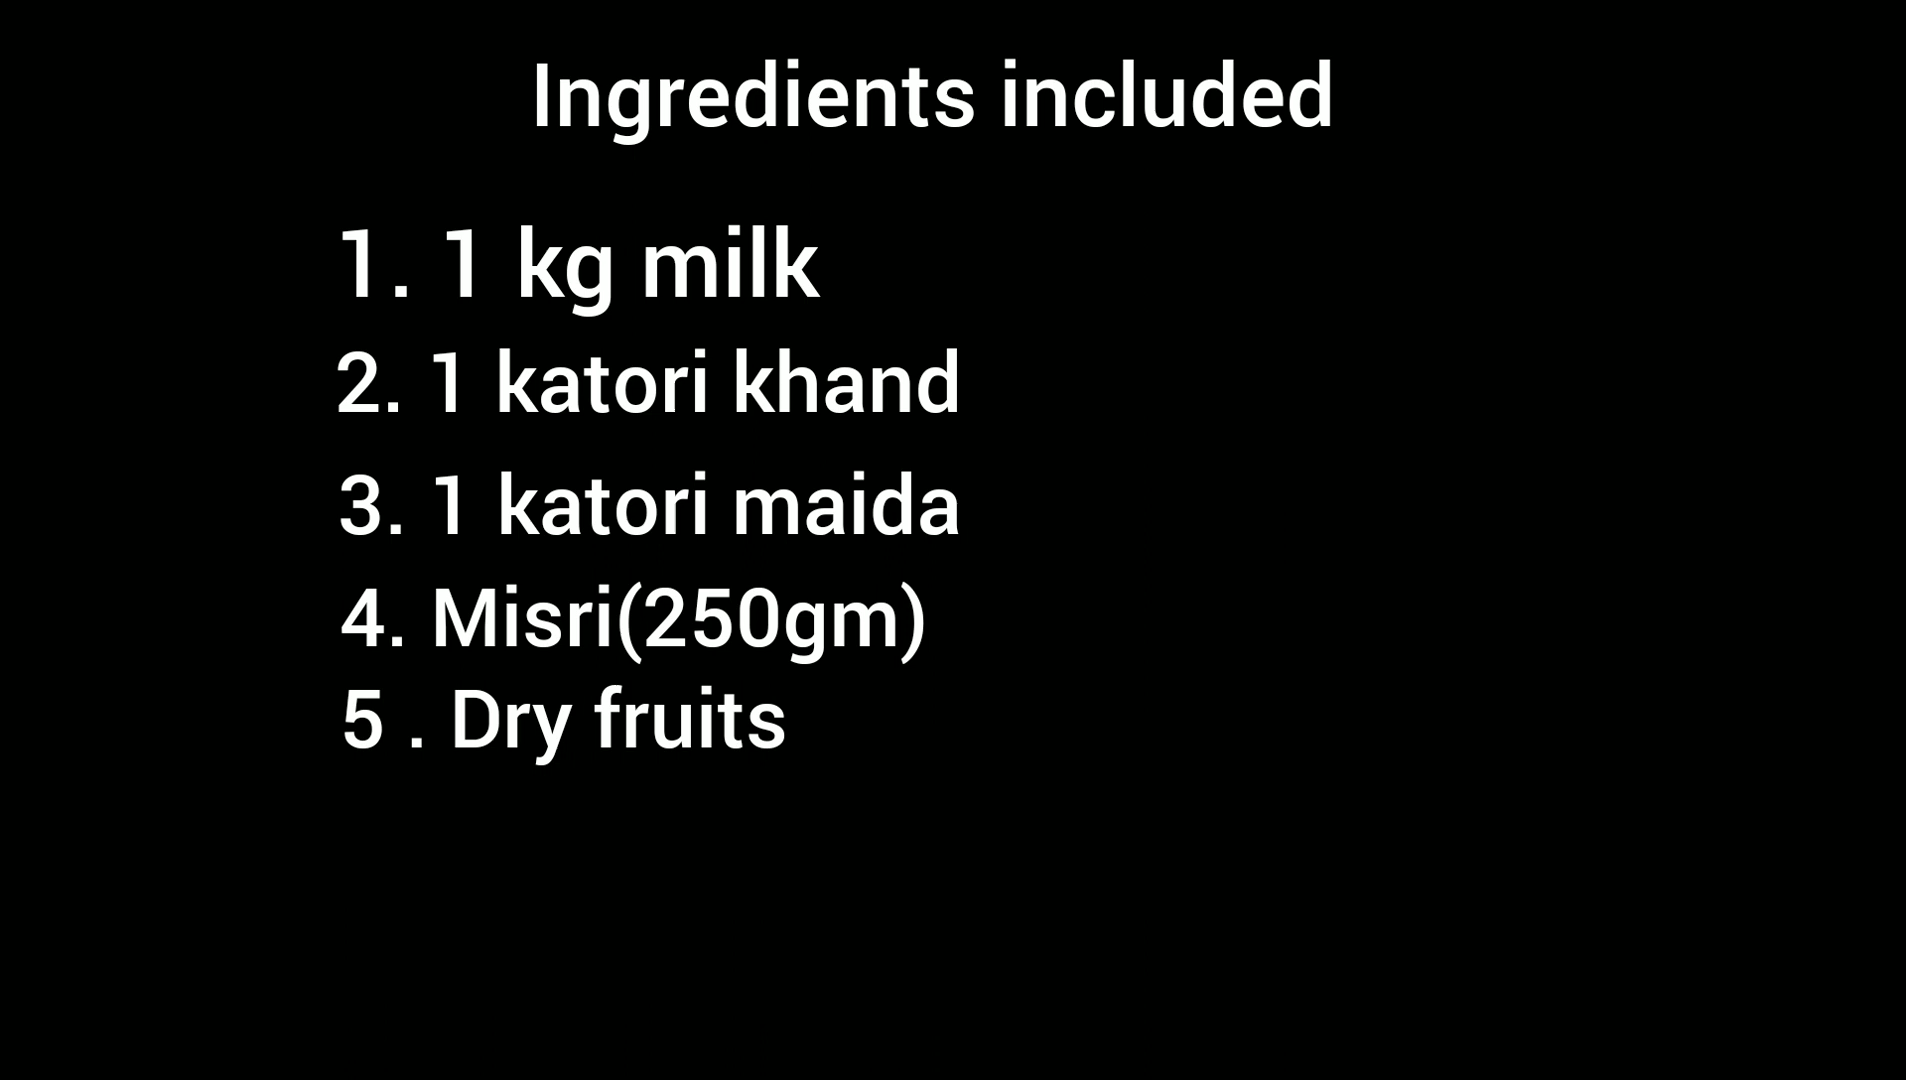 Ingredients included
1. 1 kg milk
2. 1 katori khand
3. 1 katori maida
4. Misri(250gm)
5 . Dry fruits